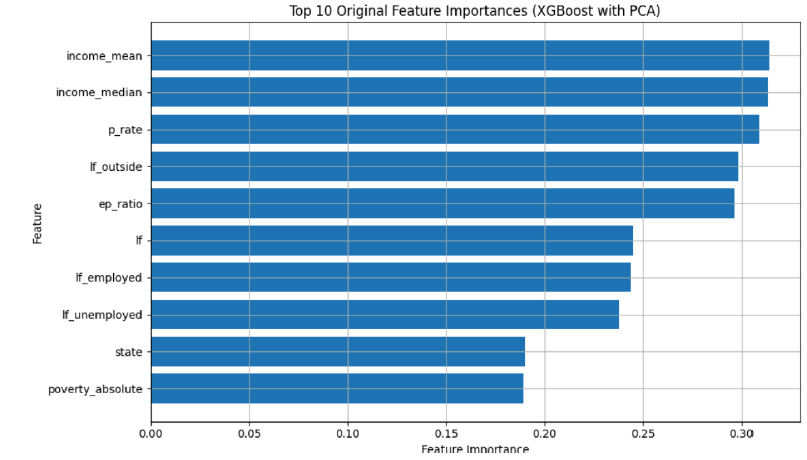 Top 10 Original Feature Importances (XGBoost with PCA)
income_mean
income_median
p_rate
lf_outside
ep_ratio
lf
lf_employed
lf_unemployed
state
poverty_absolute
Feature
0.00 0.05 0.10 0.15 0.20 0.25 0.30
Feature Importance